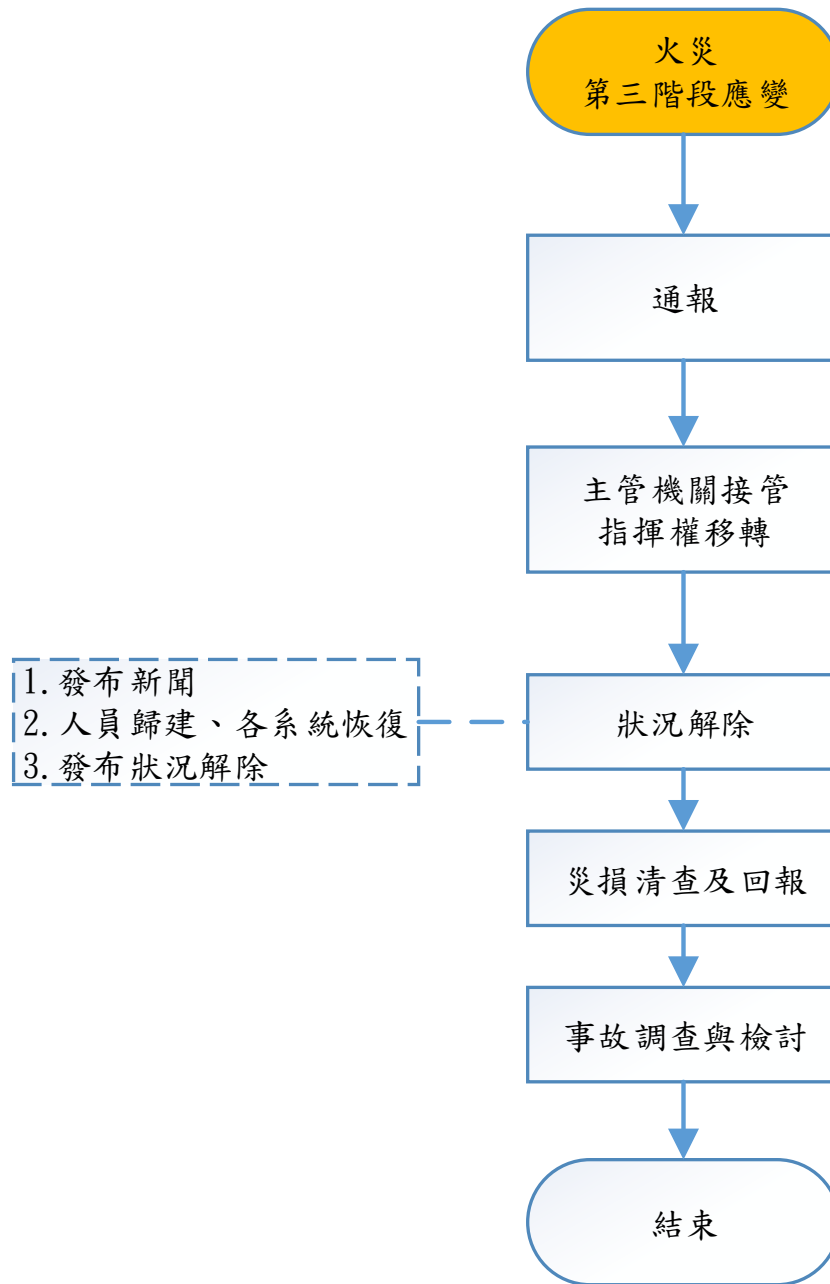 火災
第三階段應變
通報
主管機關接管
指揮權移轉
1.發布新聞
2.人員歸建、各系統恢復
3.發布狀況解除
狀況解除
災損清查及回報
事故調查與檢討
結束